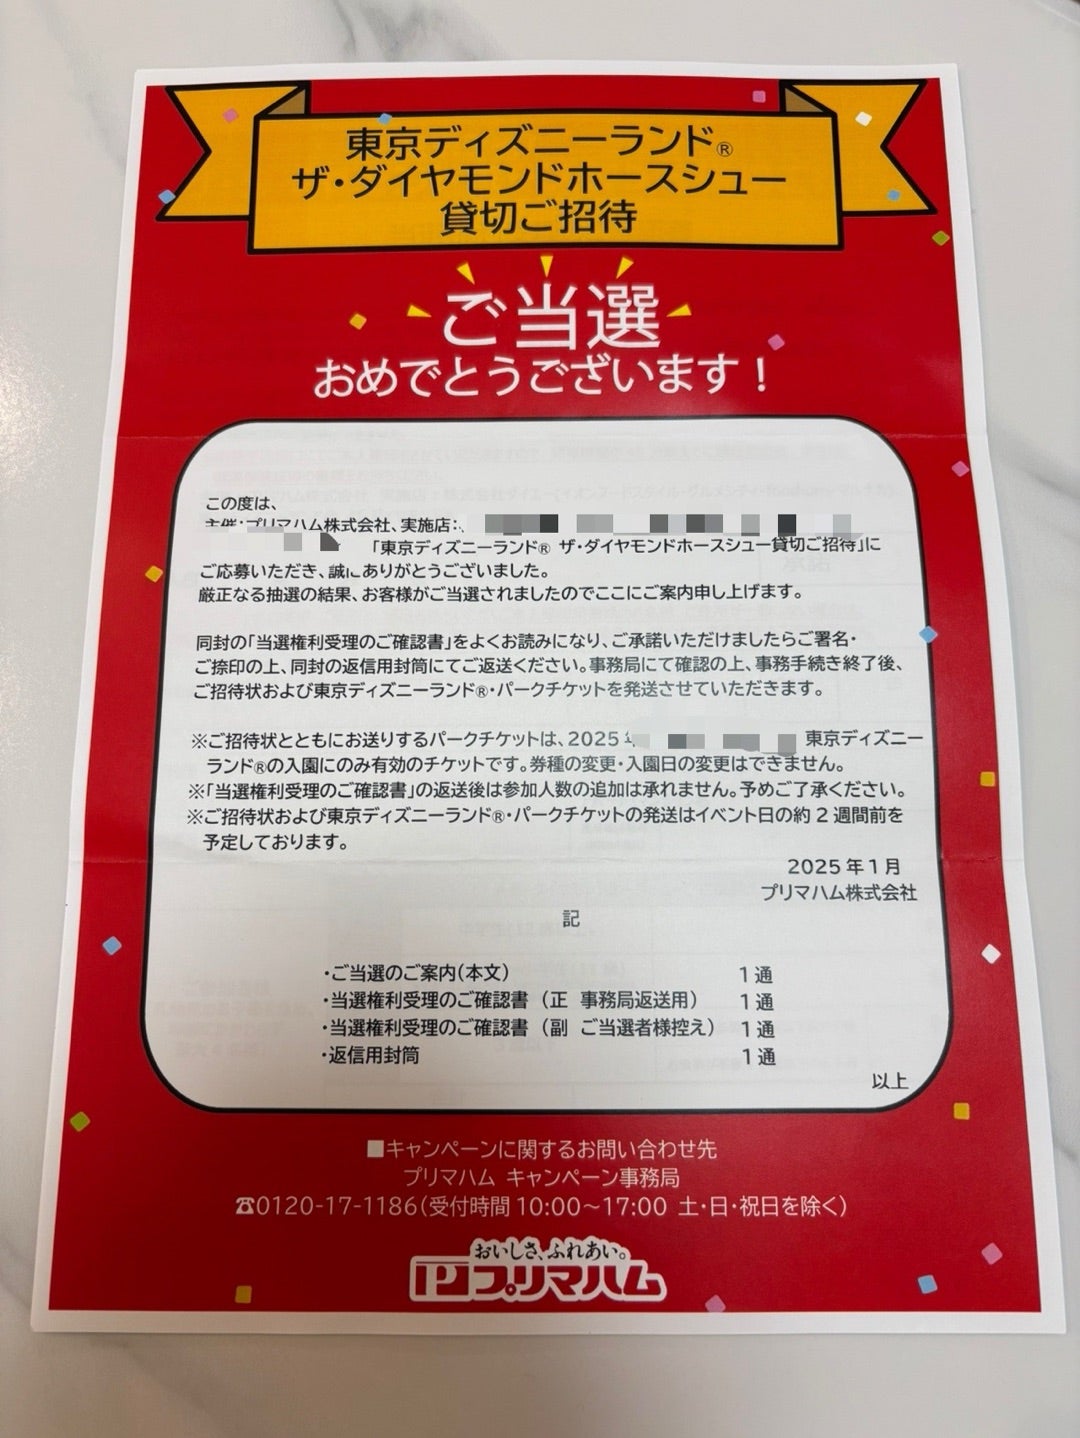 東京ディズニーランド®
ザ・ダイヤモンドホースシュー
貸切ご招待
ご当選
おめでとうございます！
この度は、
主催：プリマハム株式会社、実施店：
「東京ディズニーランド® ザ・ダイヤモンドホースシュー貸切ご招待」に
ご応募いただき、誠にありがとうございました。
厳正なる抽選の結果、お客様がご当選されましたのでここにご案内申し上げます。
同封の「当選権利受理のご確認書」をよくお読みになり、ご承諾いただけましたらご署名・
ご捺印の上、同封の返信用封筒にてご返送ください。事務局にて確認の上、事務手続き終了後、
ご招待状および東京ディズニーランド®・パークチケットを発送させていただきます。
※ご招待状とともにお送りするパークチケットは、2025年 東京ディズニー
ランド®の入園にのみ有効のチケットです。券種の変更・入園日の変更はできません。
※「当選権利受理のご確認書」の返送後は参加人数の追加は承れません。予めご了承ください。
※ご招待状および東京ディズニーランド®・パークチケットの発送はイベント日の約2週間前を
予定しております。
2025年1月
プリマハム株式会社
記
・ご当選のご案内（本文） 1通
・当選権利受理のご確認書（正 事務局返送用） 1通
・当選権利受理のご確認書（副 ご当選者様控え） 1通
・返信用封筒 1通
以上
■キャンペーンに関するお問い合わせ先
プリマハム キャンペーン事務局
☎0120-17-1186（受付時間10:00～17:00 土・日・祝日を除く）
おいしさ、ふれあい。
プリマハム